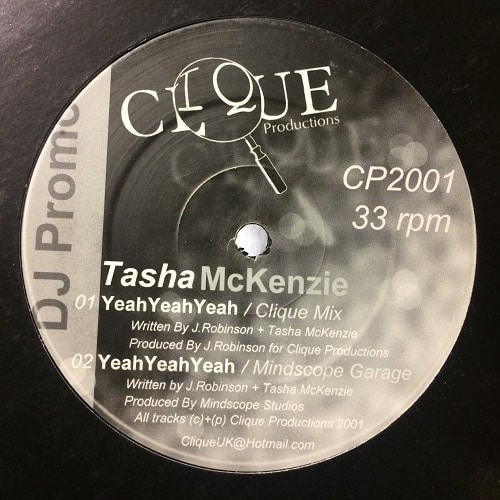 CLIQUE
Productions
DJ Promo
CP2001
33 rpm
Tasha McKenzie
01 YeahYeahYeah / Clique Mix
Written By J.Robinson + Tasha McKenzie
Produced By J.Robinson for Clique Productions
02 YeahYeahYeah / Mindscope Garage
Written by J.Robinson + Tasha McKenzie
Produced By Mindscope Studios
All tracks (c)+(p) Clique Productions 2001
CliqueUK@Hotmail.com